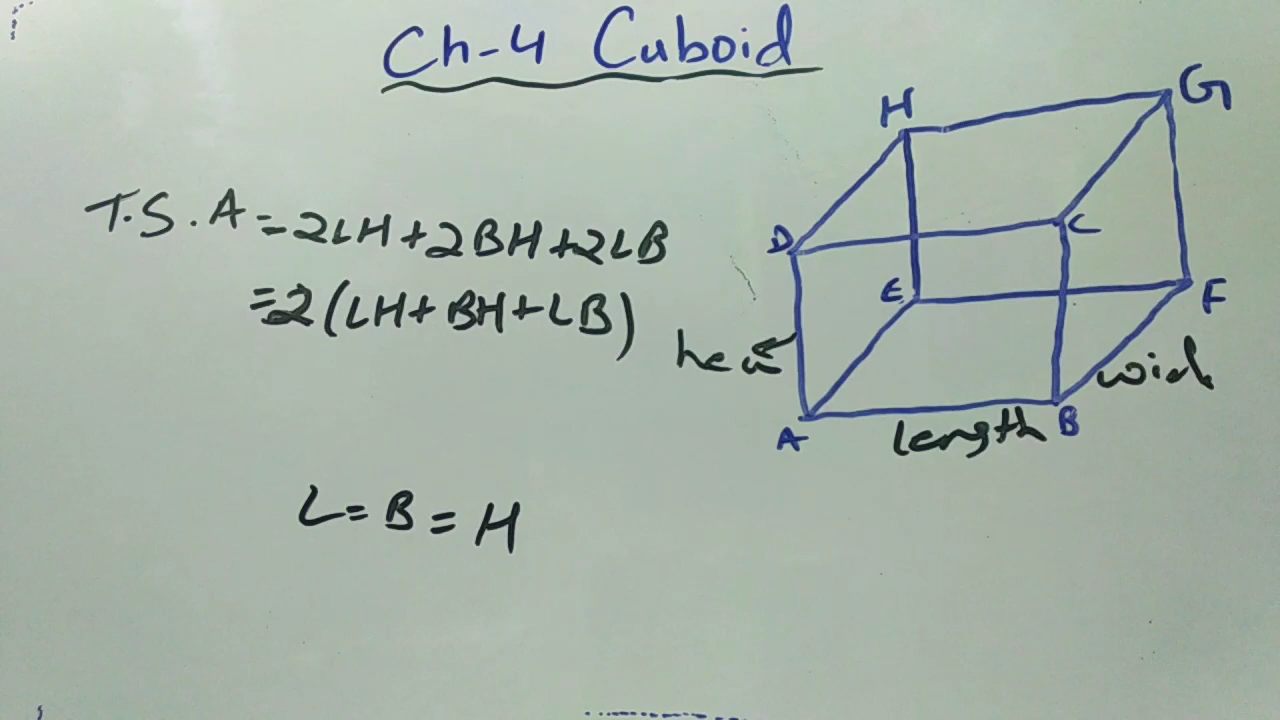 Ch-4 Cuboid
T.S.A = 2LH + 2BH + 2LB
= 2(LH + BH + LB)
L = B = H
H
G
D
C
E
F
A
length
B